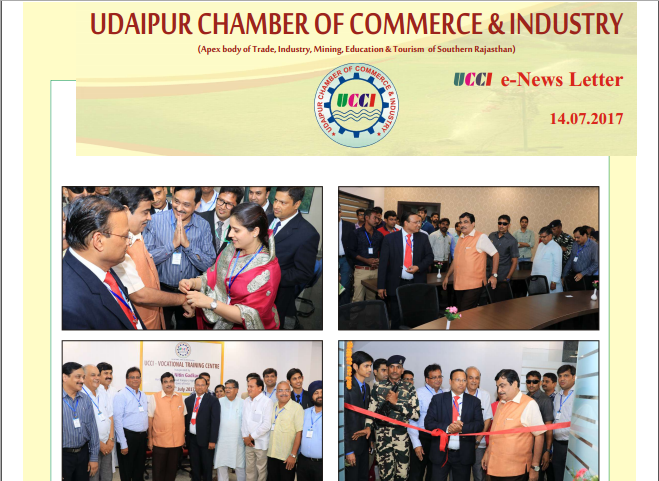 UDAIPUR CHAMBER OF COMMERCE & INDUSTRY
(Apex body of Trade, Industry, Mining, Education & Tourism of Southern Rajasthan)
UDAIPUR CHAMBER OF COMMERCE & INDUSTRY
UCCI
UCCI e-News Letter
14.07.2017
UCCI - VOCATIONAL TRAINING CENTRE
July 201